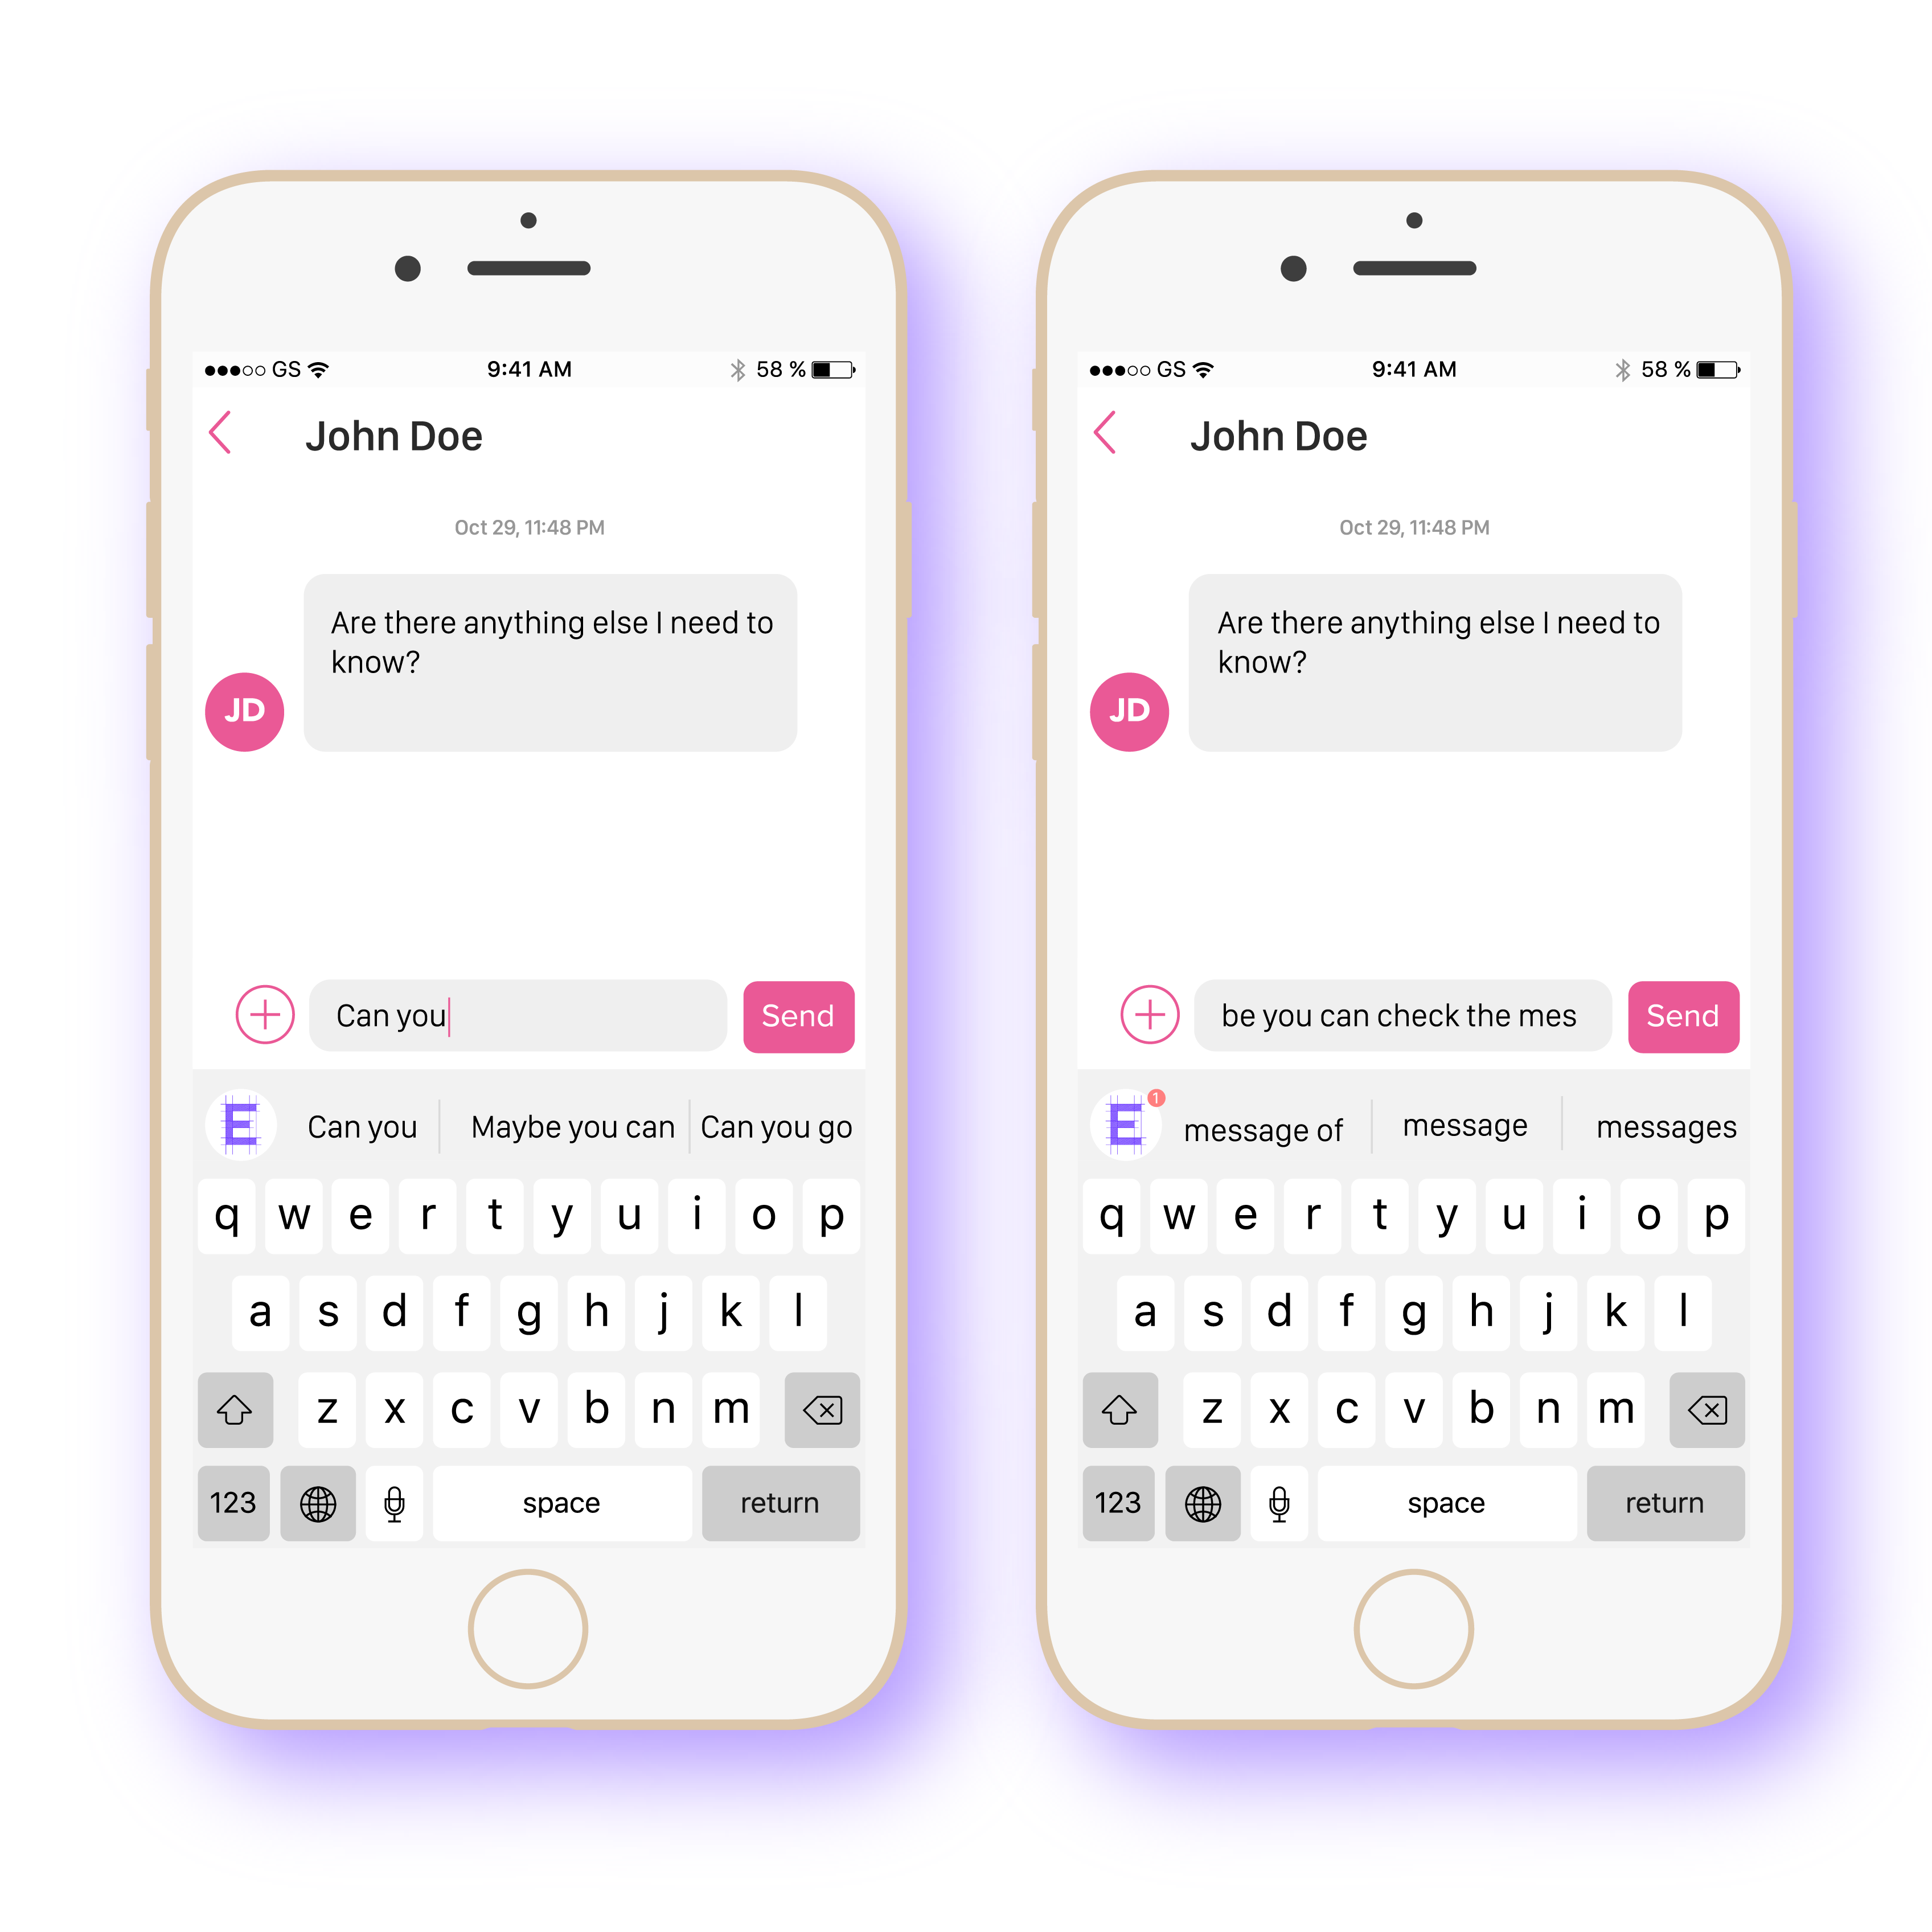 GS 9:41 AM 58 %
John Doe
Oct 29, 11:48 PM
Are there anything else I need to
know?
JD
Can you
Send
E Can you Maybe you can Can you go
q w e r t y u i o p
a s d f g h j k l
z x c v b n m
123 space return
GS 9:41 AM 58 %
John Doe
Oct 29, 11:48 PM
Are there anything else I need to
know?
JD
be you can check the mes
Send
E 1 message of message messages
q w e r t y u i o p
a s d f g h j k l
z x c v b n m
123 space return